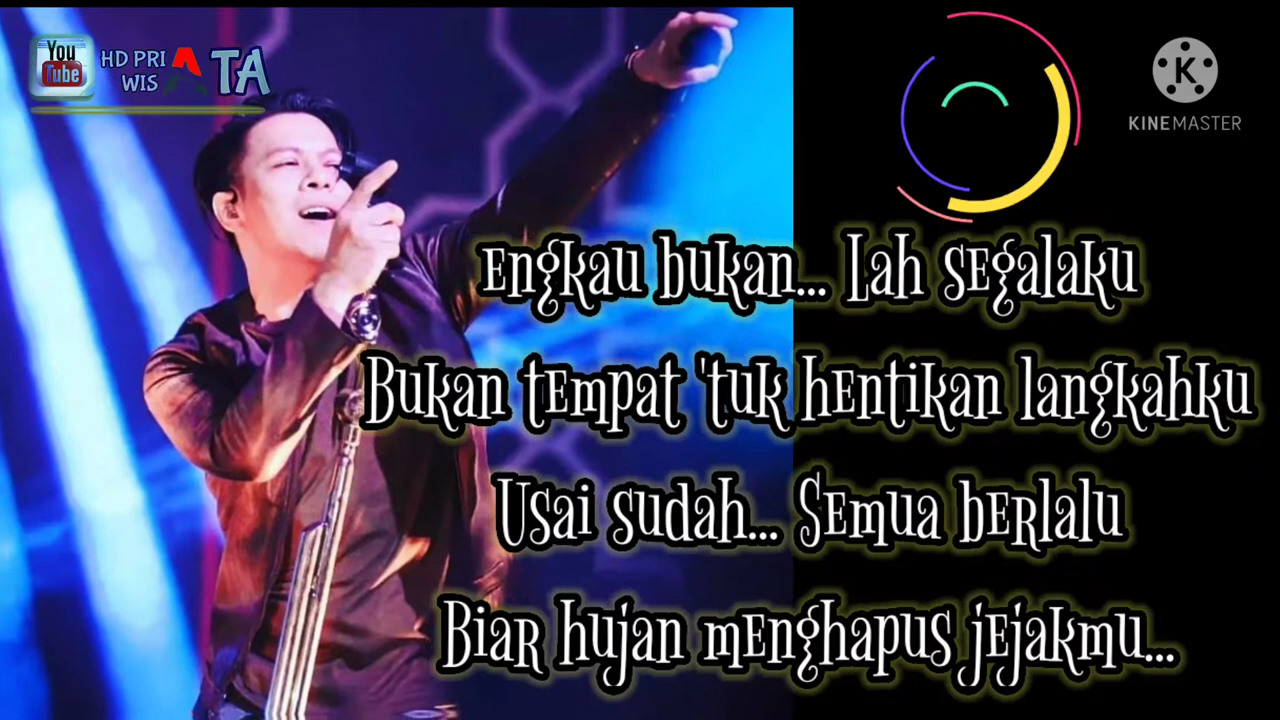 You
Tube
HD PRI
WIS ATA
KINEMASTER
Engkau bukan... Lah segalaku
Bukan tempat 'tuk hentikan langkahku
Usai sudah... Semua berlalu
Biar hujan menghapus jejakmu...